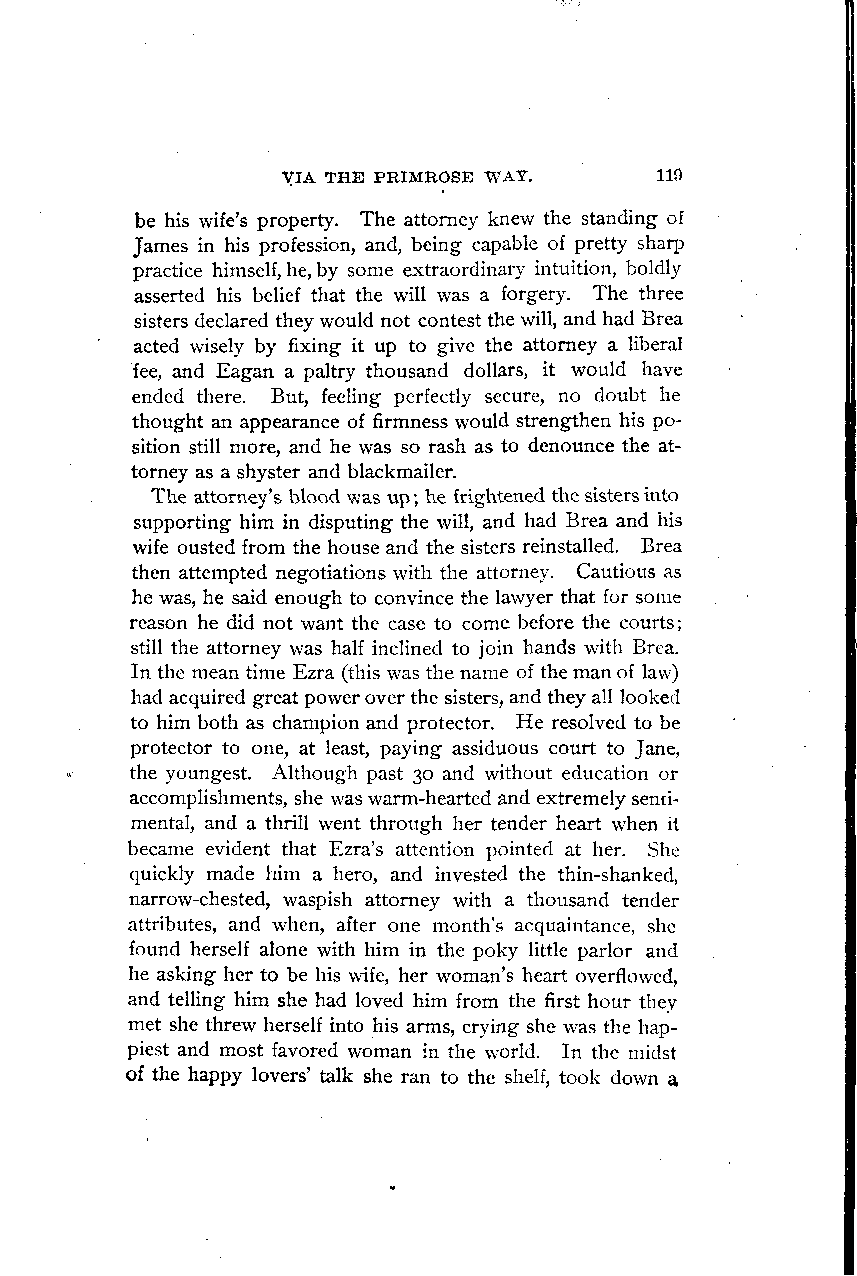 VIA THE PRIMROSE WAY. 119
be his wife's property. The attorney knew the standing of
James in his profession, and, being capable of pretty sharp
practice himself, he, by some extraordinary intuition, boldly
asserted his belief that the will was a forgery. The three
sisters declared they would not contest the will, and had Brea
acted wisely by fixing it up to give the attorney a liberal
fee, and Eagan a paltry thousand dollars, it would have
ended there. But, feeling perfectly secure, no doubt he
thought an appearance of firmness would strengthen his po-
sition still more, and he was so rash as to denounce the at-
torney as a shyster and blackmailer.
The attorney's blood was up; he frightened the sisters into
supporting him in disputing the will, and had Brea and his
wife ousted from the house and the sisters reinstalled. Brea
then attempted negotiations with the attorney. Cautious as
he was, he said enough to convince the lawyer that for some
reason he did not want the case to come before the courts;
still the attorney was half inclined to join hands with Brea.
In the mean time Ezra (this was the name of the man of law)
had acquired great power over the sisters, and they all looked
to him both as champion and protector. He resolved to be
protector to one, at least, paying assiduous court to Jane,
the youngest. Although past 30 and without education or
accomplishments, she was warm-hearted and extremely senti-
mental, and a thrill went through her tender heart when it
became evident that Ezra's attention pointed at her. She
quickly made him a hero, and invested the thin-shanked,
narrow-chested, waspish attorney with a thousand tender
attributes, and when, after one month's acquaintance, she
found herself alone with him in the poky little parlor and
he asking her to be his wife, her woman's heart overflowed,
and telling him she had loved him from the first hour they
met she threw herself into his arms, crying she was the hap-
piest and most favored woman in the world. In the midst
of the happy lovers' talk she ran to the shelf, took down a